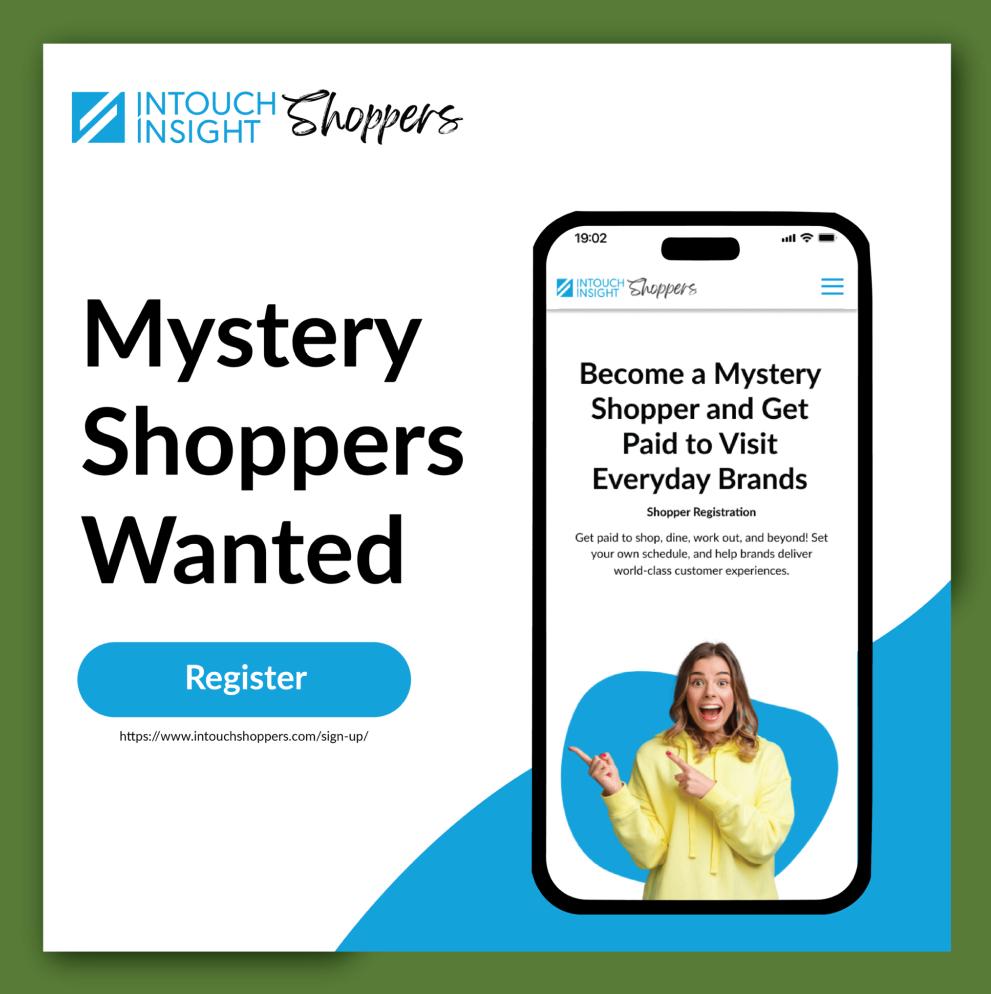 INTOUCH
INSIGHT
Shoppers
Mystery
Shoppers
Wanted
Register
https://www.intouchshoppers.com/sign-up/
19:02
INTOUCH
INSIGHT
Shoppers
Become a Mystery
Shopper and Get
Paid to Visit
Everyday Brands
Shopper Registration
Get paid to shop, dine, work out, and beyond! Set
your own schedule, and help brands deliver
world-class customer experiences.